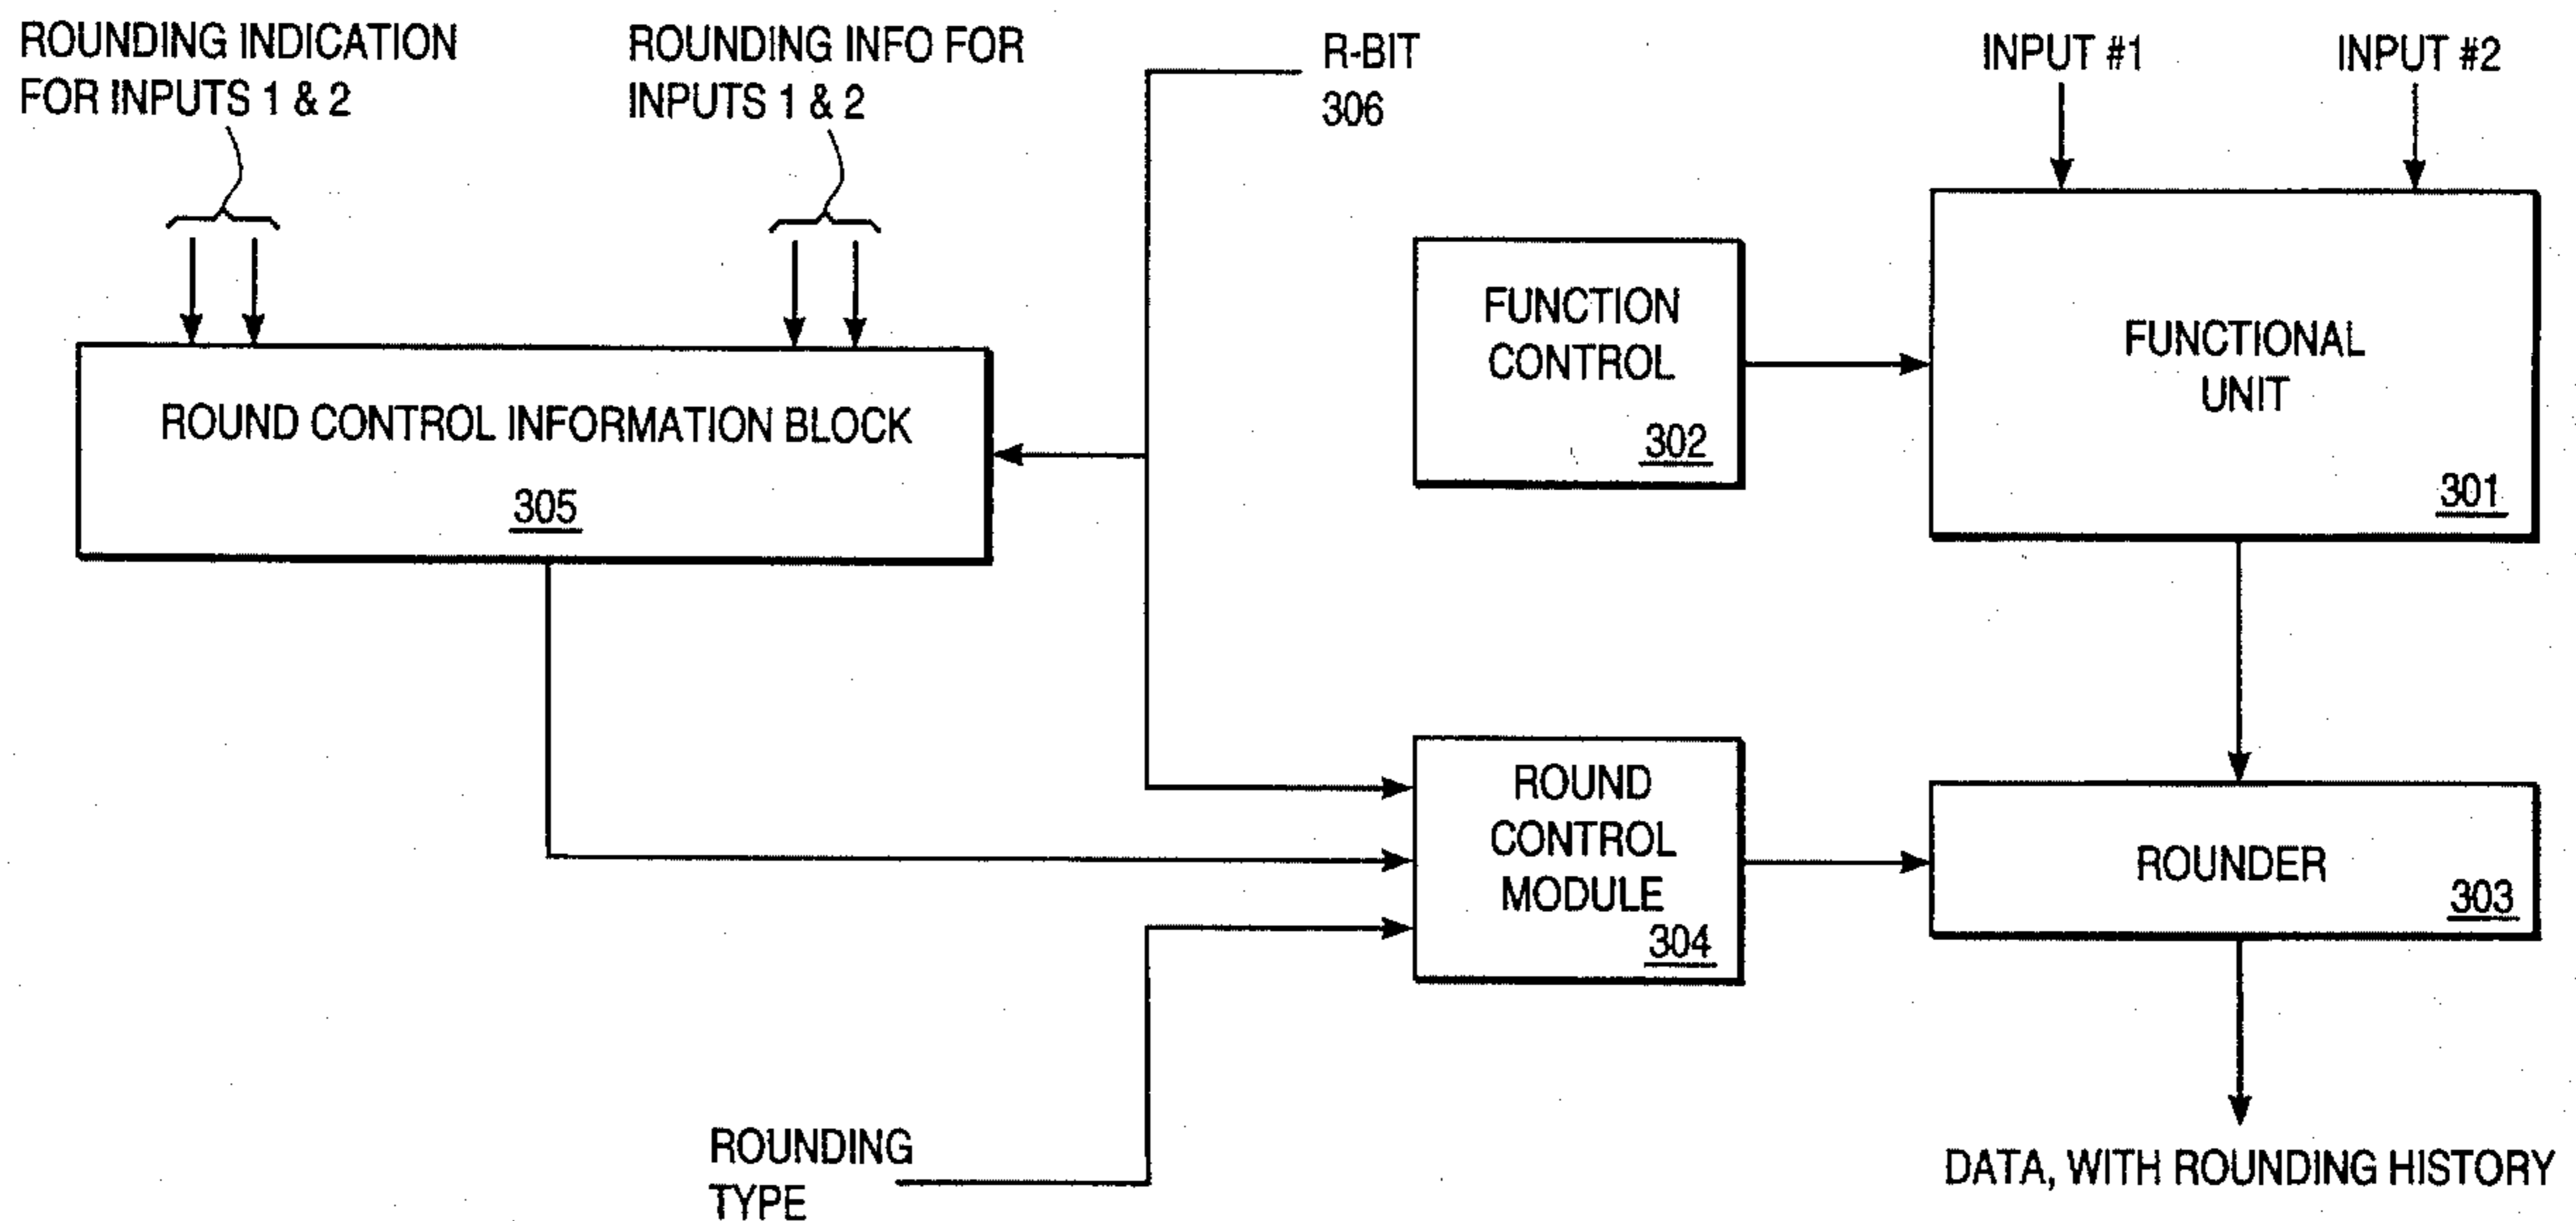 ROUNDING INDICATION
FOR INPUTS 1 & 2
ROUNDING INFO FOR
INPUTS 1 & 2
R-BIT
306
INPUT #1
INPUT #2
FUNCTION
CONTROL
302
FUNCTIONAL
UNIT
301
ROUND CONTROL INFORMATION BLOCK
305
ROUND
CONTROL
MODULE
304
ROUNDER
303
ROUNDING
TYPE
DATA, WITH ROUNDING HISTORY